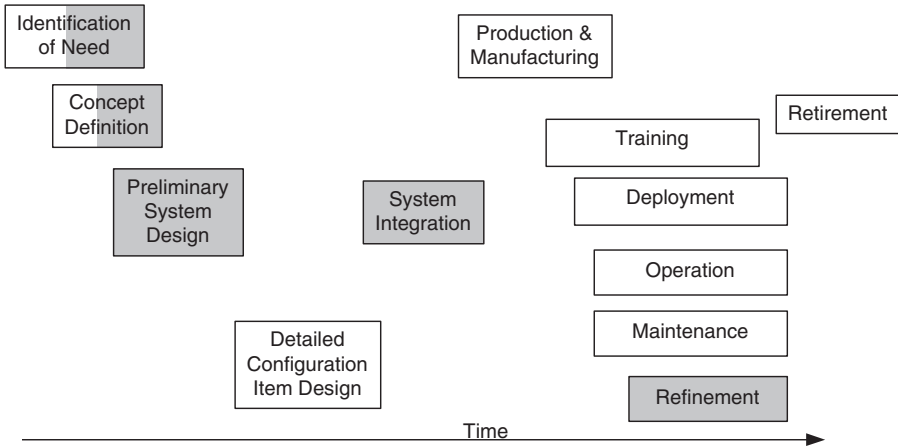 Identification
of Need
Concept
Definition
Preliminary
System
Design
Detailed
Configuration
Item Design
System
Integration
Production &
Manufacturing
Training
Deployment
Operation
Maintenance
Refinement
Retirement
Time